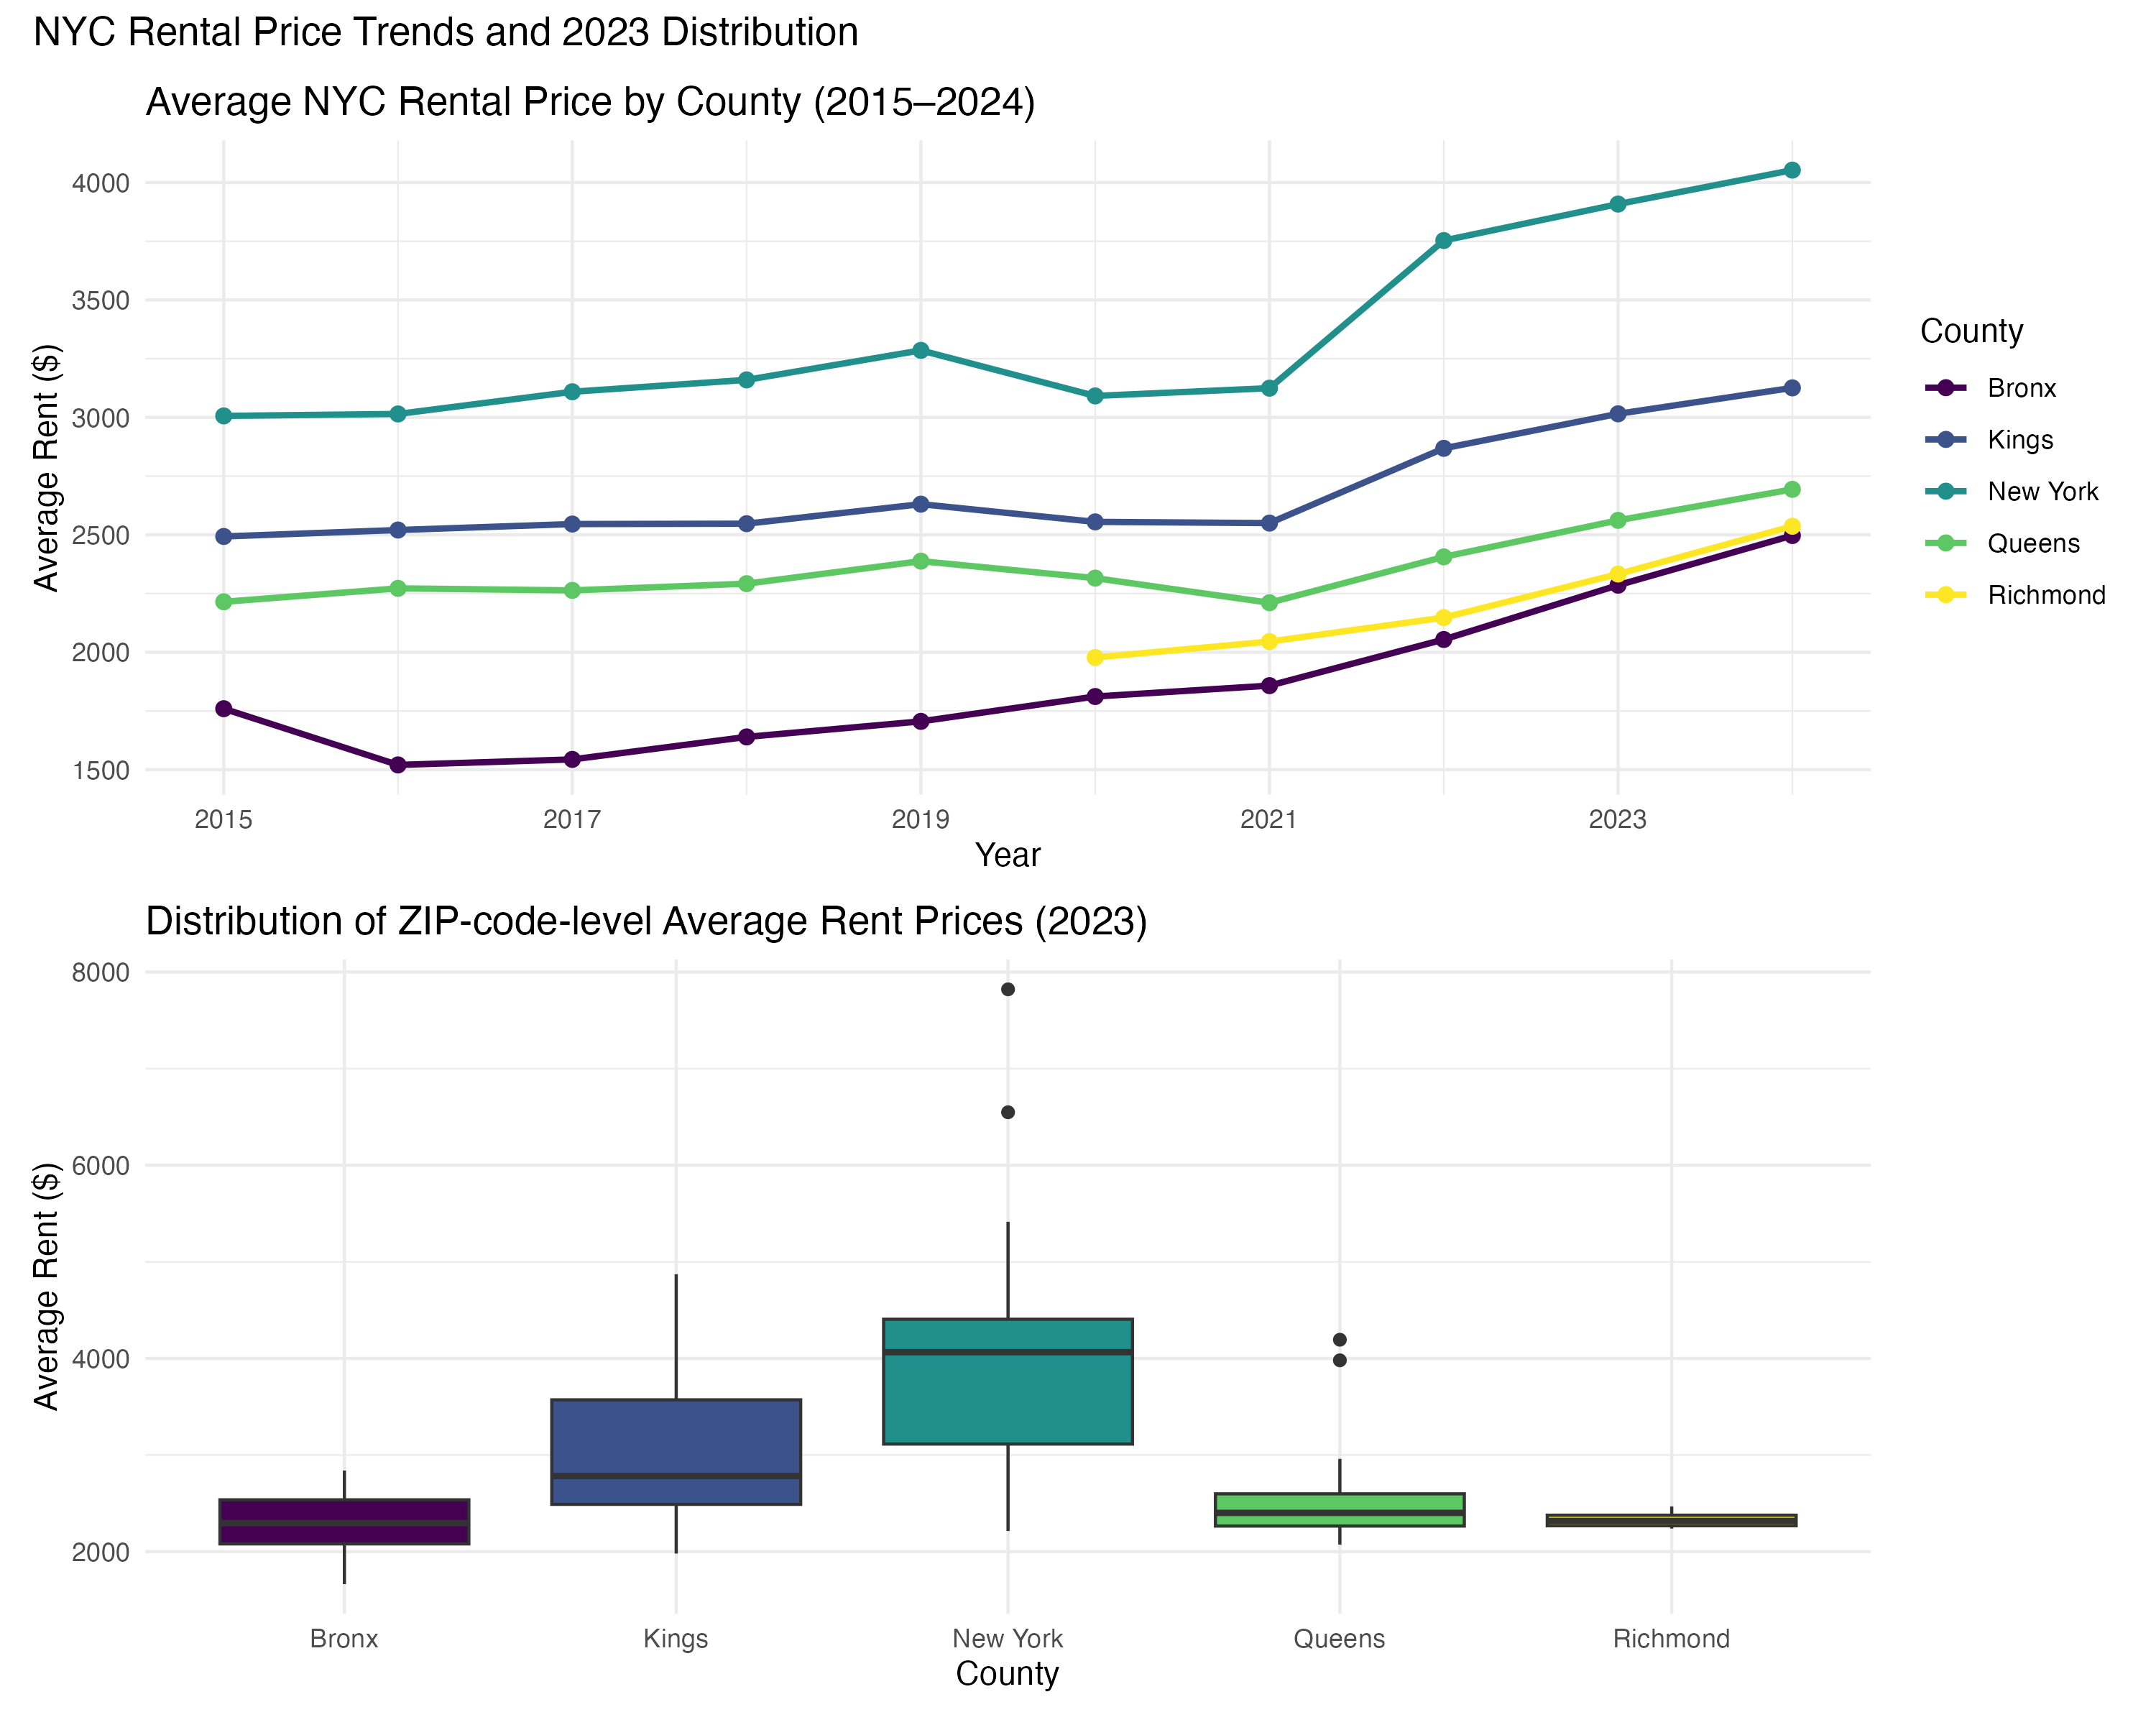 NYC Rental Price Trends and 2023 Distribution
Average NYC Rental Price by County (2015–2024)
4000
3500
3000
2500
2000
1500
Average Rent ($)
2015 2017 2019 2021 2023
Year
County
Bronx
Kings
New York
Queens
Richmond
Distribution of ZIP-code-level Average Rent Prices (2023)
8000
6000
4000
2000
Average Rent ($)
Bronx Kings New York Queens Richmond
County